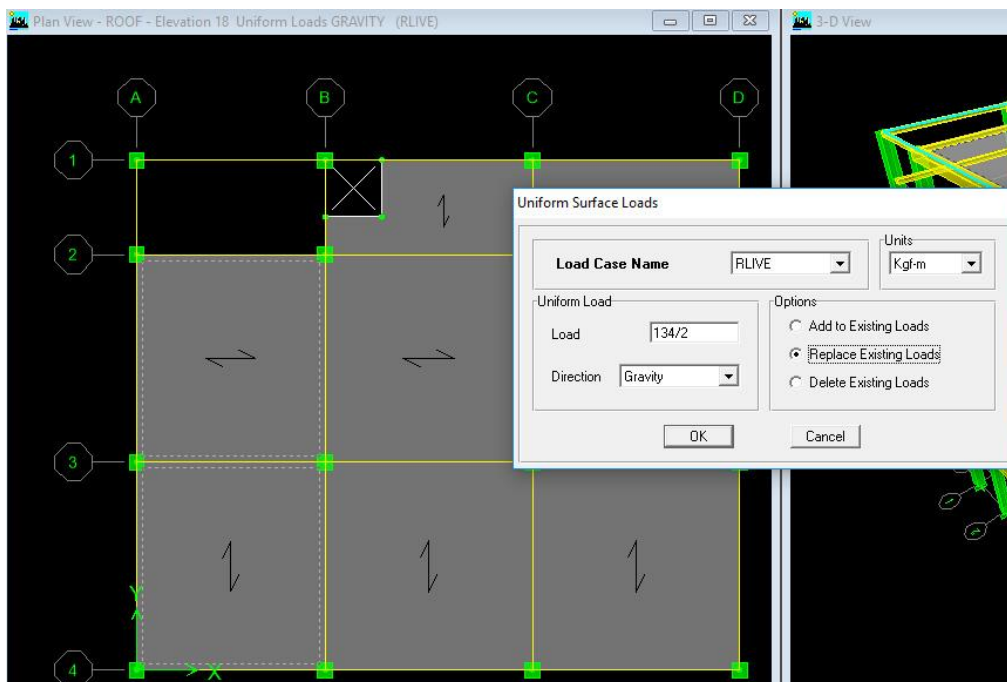 Plan View - ROOF - Elevation 18 Uniform Loads GRAVITY (RLIVE)
3-D View
A
B
C
D
1
2
3
4
Y
X
Uniform Surface Loads
Load Case Name
RLIVE
Units
Kgf-m
Uniform Load
Load
134/2
Direction
Gravity
Options
Add to Existing Loads
Replace Existing Loads
Delete Existing Loads
OK
Cancel